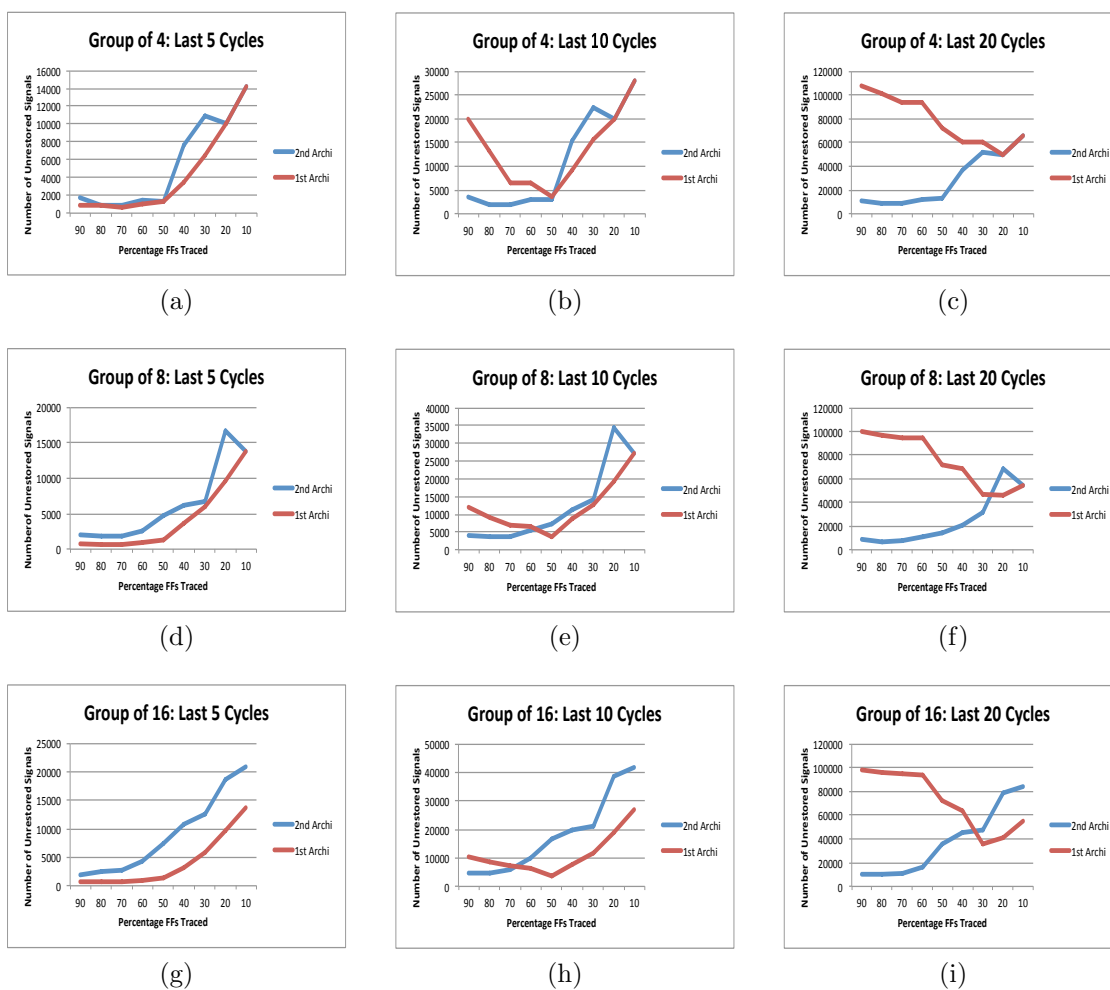 Group of 4: Last 5 Cycles
Number of Unrestored Signals
16000
14000
12000
10000
8000
6000
4000
2000
0
90 80 70 60 50 40 30 20 10
Percentage FFs Traced
2nd Archi
1st Archi
(a)
Group of 4: Last 10 Cycles
Number of Unrestored Signals
30000
25000
20000
15000
10000
5000
0
90 80 70 60 50 40 30 20 10
Percentage FFs Traced
2nd Archi
1st Archi
(b)
Group of 4: Last 20 Cycles
Number of Unrestored Signals
120000
100000
80000
60000
40000
20000
0
90 80 70 60 50 40 30 20 10
Percentage FFs Traced
2nd Archi
1st Archi
(c)
Group of 8: Last 5 Cycles
Number of Unrestored Signals
20000
15000
10000
5000
0
90 80 70 60 50 40 30 20 10
Percentage FFs Traced
2nd Archi
1st Archi
(d)
Group of 8: Last 10 Cycles
Number of Unrestored Signals
40000
35000
30000
25000
20000
15000
10000
5000
0
90 80 70 60 50 40 30 20 10
Percentage FFs Traced
2nd Archi
1st Archi
(e)
Group of 8: Last 20 Cycles
Number of Unrestored Signals
120000
100000
80000
60000
40000
20000
0
90 80 70 60 50 40 30 20 10
Percentage FFs Traced
2nd Archi
1st Archi
(f)
Group of 16: Last 5 Cycles
Number of Unrestored Signals
25000
20000
15000
10000
5000
0
90 80 70 60 50 40 30 20 10
Percentage FFs Traced
2nd Archi
1st Archi
(g)
Group of 16: Last 10 Cycles
Number of Unrestored Signals
50000
40000
30000
20000
10000
0
90 80 70 60 50 40 30 20 10
Percentage FFs Traced
2nd Archi
1st Archi
(h)
Group of 16: Last 20 Cycles
Number of Unrestored Signals
120000
100000
80000
60000
40000
20000
0
90 80 70 60 50 40 30 20 10
Percentage FFs Traced
2nd Archi
1st Archi
(i)